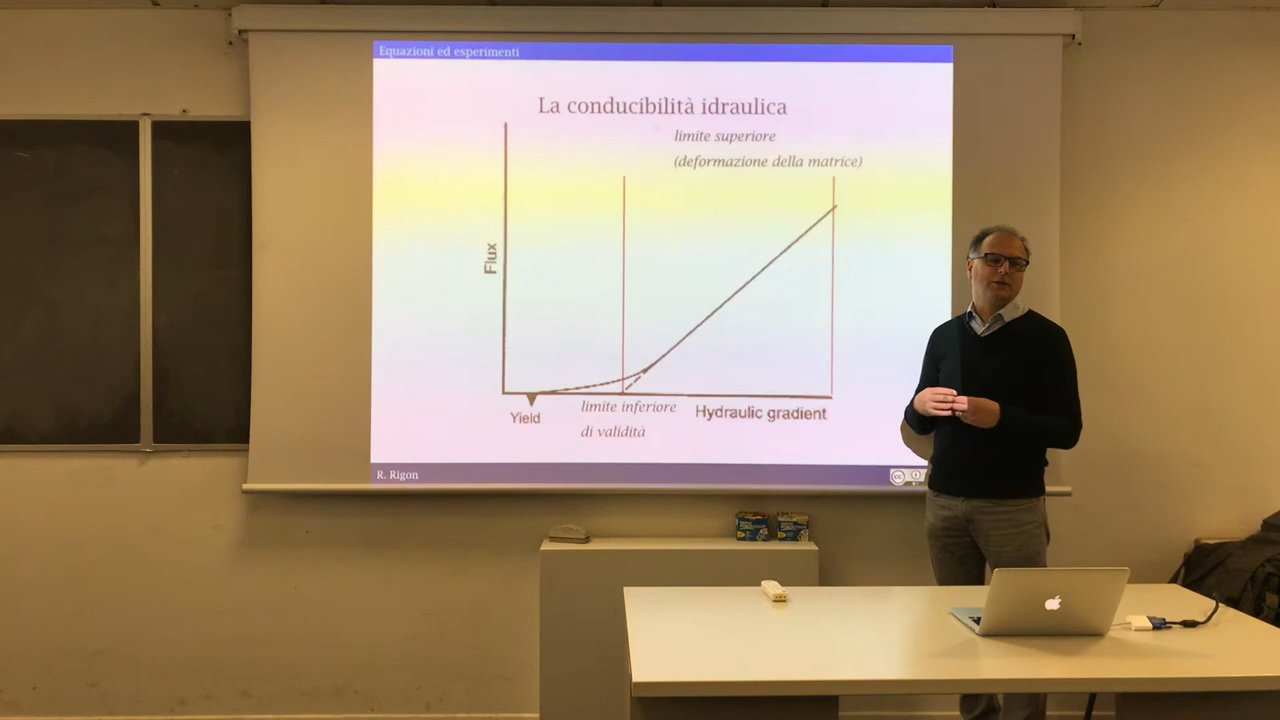 Equazioni ed esperimenti
La conducibilità idraulica
limite superiore
(deformazione della matrice)
Flux
Yield
limite inferiore
di validità
Hydraulic gradient
R. Rigon
cc